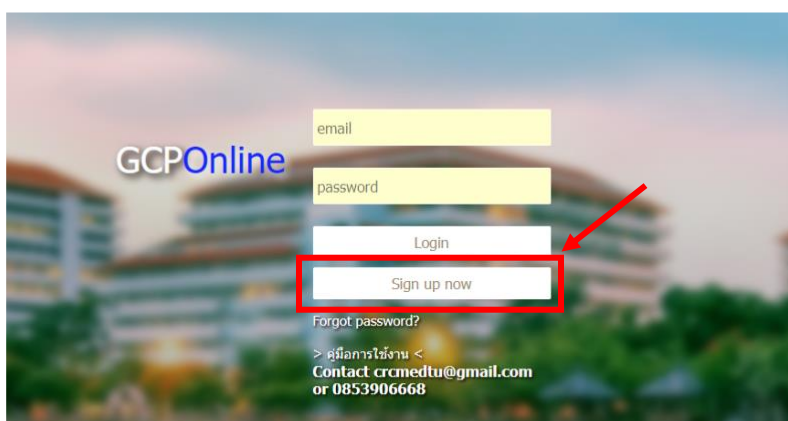 GCPOnline
email
password
Login
Sign up now
Forgot password?
> คู่มือการใช้งาน <
Contact crcmedtu@gmail.com
or 0853906668